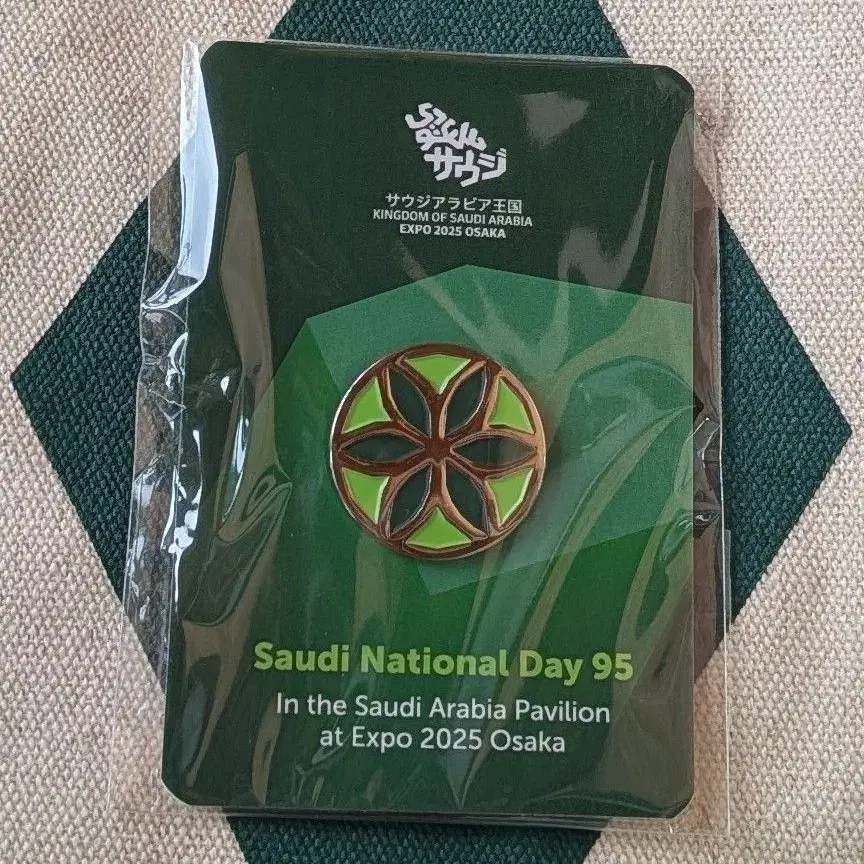 السعودية
サウジ
サウジアラビア王国
KINGDOM OF SAUDI ARABIA
EXPO 2025 OSAKA
Saudi National Day 95
In the Saudi Arabia Pavilion
at Expo 2025 Osaka